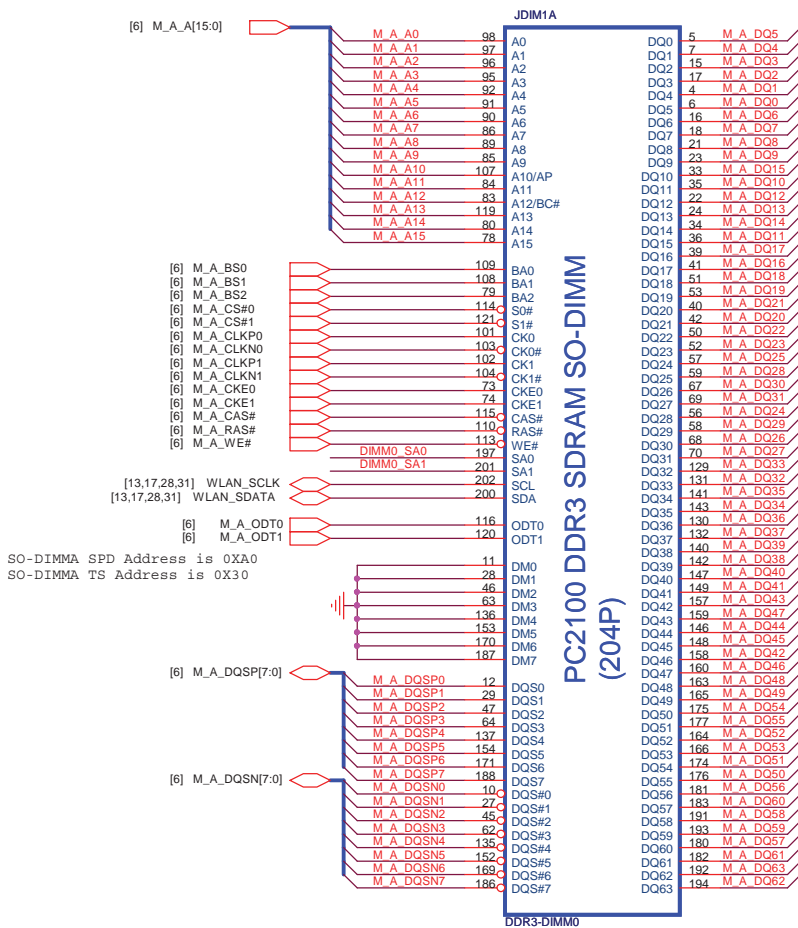 JDIM1A
[6] M_A_A[15:0]
M_A_A0 98 A0
M_A_A1 97 A1
M_A_A2 96 A2
M_A_A3 95 A3
M_A_A4 92 A4
M_A_A5 91 A5
M_A_A6 90 A6
M_A_A7 86 A7
M_A_A8 89 A8
M_A_A9 85 A9
M_A_A10 107 A10/AP
M_A_A11 84 A11
M_A_A12 83 A12/BC#
M_A_A13 119 A13
M_A_A14 80 A14
M_A_A15 78 A15
[6] M_A_BS0 109 BA0
[6] M_A_BS1 108 BA1
[6] M_A_BS2 79 BA2
[6] M_A_CS#0 114 S0#
[6] M_A_CS#1 121 S1#
[6] M_A_CLKP0 101 CK0
[6] M_A_CLKN0 103 CK0#
[6] M_A_CLKP1 102 CK1
[6] M_A_CLKN1 104 CK1#
[6] M_A_CKE0 73 CKE0
[6] M_A_CKE1 74 CKE1
[6] M_A_CAS# 115 CAS#
[6] M_A_RAS# 110 RAS#
[6] M_A_WE# 113 WE#
DIMM0_SA0 197 SA0
DIMM0_SA1 201 SA1
[13,17,28,31] WLAN_SCLK 202 SCL
[13,17,28,31] WLAN_SDATA 200 SDA
[6] M_A_ODT0 116 ODT0
[6] M_A_ODT1 120 ODT1
SO-DIMMA SPD Address is 0XA0
SO-DIMMA TS Address is 0X30
11 DM0
28 DM1
46 DM2
63 DM3
136 DM4
153 DM5
170 DM6
187 DM7
[6] M_A_DQSP[7:0]
M_A_DQSP0 12 DQS0
M_A_DQSP1 29 DQS1
M_A_DQSP2 47 DQS2
M_A_DQSP3 64 DQS3
M_A_DQSP4 137 DQS4
M_A_DQSP5 154 DQS5
M_A_DQSP6 171 DQS6
M_A_DQSP7 188 DQS7
[6] M_A_DQSN[7:0]
M_A_DQSN0 10 DQS#0
M_A_DQSN1 27 DQS#1
M_A_DQSN2 45 DQS#2
M_A_DQSN3 62 DQS#3
M_A_DQSN4 135 DQS#4
M_A_DQSN5 152 DQS#5
M_A_DQSN6 169 DQS#6
M_A_DQSN7 186 DQS#7
PC2100 DDR3 SDRAM SO-DIMM
(204P)
DQ0 5 M_A_DQ5
DQ1 7 M_A_DQ4
DQ2 15 M_A_DQ3
DQ3 17 M_A_DQ2
DQ4 4 M_A_DQ1
DQ5 6 M_A_DQ0
DQ6 16 M_A_DQ6
DQ7 18 M_A_DQ7
DQ8 21 M_A_DQ8
DQ9 23 M_A_DQ9
DQ10 33 M_A_DQ15
DQ11 35 M_A_DQ10
DQ12 22 M_A_DQ12
DQ13 24 M_A_DQ13
DQ14 34 M_A_DQ14
DQ15 36 M_A_DQ11
DQ16 39 M_A_DQ17
DQ17 41 M_A_DQ16
DQ18 51 M_A_DQ18
DQ19 53 M_A_DQ19
DQ20 40 M_A_DQ21
DQ21 42 M_A_DQ20
DQ22 50 M_A_DQ22
DQ23 52 M_A_DQ23
DQ24 57 M_A_DQ25
DQ25 59 M_A_DQ28
DQ26 67 M_A_DQ30
DQ27 69 M_A_DQ31
DQ28 56 M_A_DQ24
DQ29 58 M_A_DQ29
DQ30 68 M_A_DQ26
DQ31 70 M_A_DQ27
DQ32 129 M_A_DQ33
DQ33 131 M_A_DQ32
DQ34 141 M_A_DQ35
DQ35 143 M_A_DQ34
DQ36 130 M_A_DQ36
DQ37 132 M_A_DQ37
DQ38 140 M_A_DQ39
DQ39 142 M_A_DQ38
DQ40 147 M_A_DQ40
DQ41 149 M_A_DQ41
DQ42 157 M_A_DQ43
DQ43 159 M_A_DQ47
DQ44 146 M_A_DQ44
DQ45 148 M_A_DQ45
DQ46 158 M_A_DQ42
DQ47 160 M_A_DQ46
DQ48 163 M_A_DQ48
DQ49 165 M_A_DQ49
DQ50 175 M_A_DQ54
DQ51 177 M_A_DQ55
DQ52 164 M_A_DQ52
DQ53 166 M_A_DQ53
DQ54 174 M_A_DQ51
DQ55 176 M_A_DQ50
DQ56 181 M_A_DQ56
DQ57 183 M_A_DQ60
DQ58 191 M_A_DQ58
DQ59 193 M_A_DQ59
DQ60 180 M_A_DQ57
DQ61 182 M_A_DQ61
DQ62 192 M_A_DQ63
DQ63 194 M_A_DQ62
DDR3-DIMM0